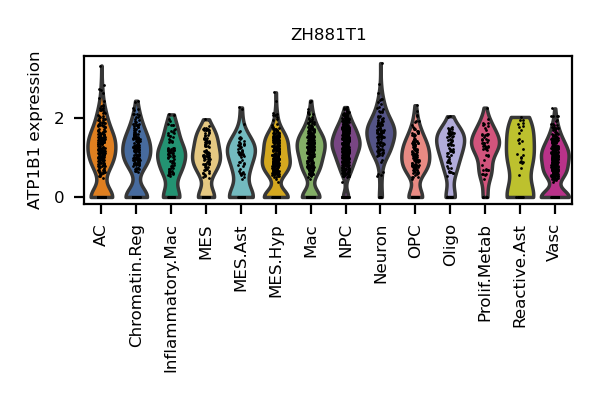 ZH881T1
ATP1B1 expression
2
0
AC
Chromatin.Reg
Inflammatory.Mac
MES
MES.Ast
MES.Hyp
Mac
NPC
Neuron
OPC
Oligo
Prolif.Metab
Reactive.Ast
Vasc